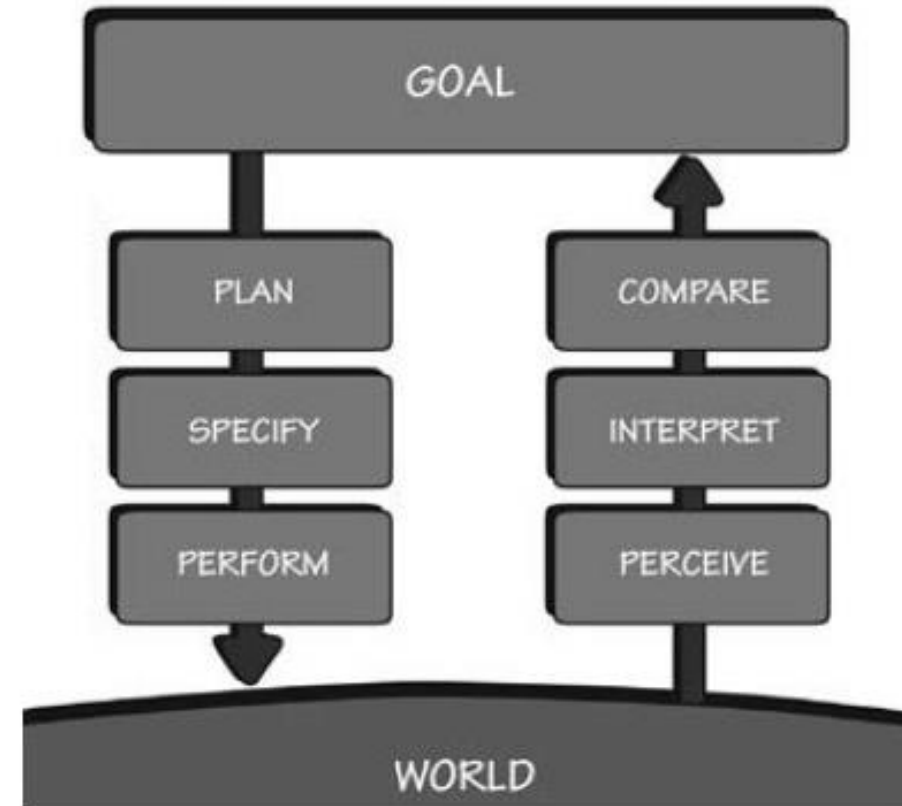 GOAL
PLAN
SPECIFY
PERFORM
COMPARE
INTERPRET
PERCEIVE
WORLD